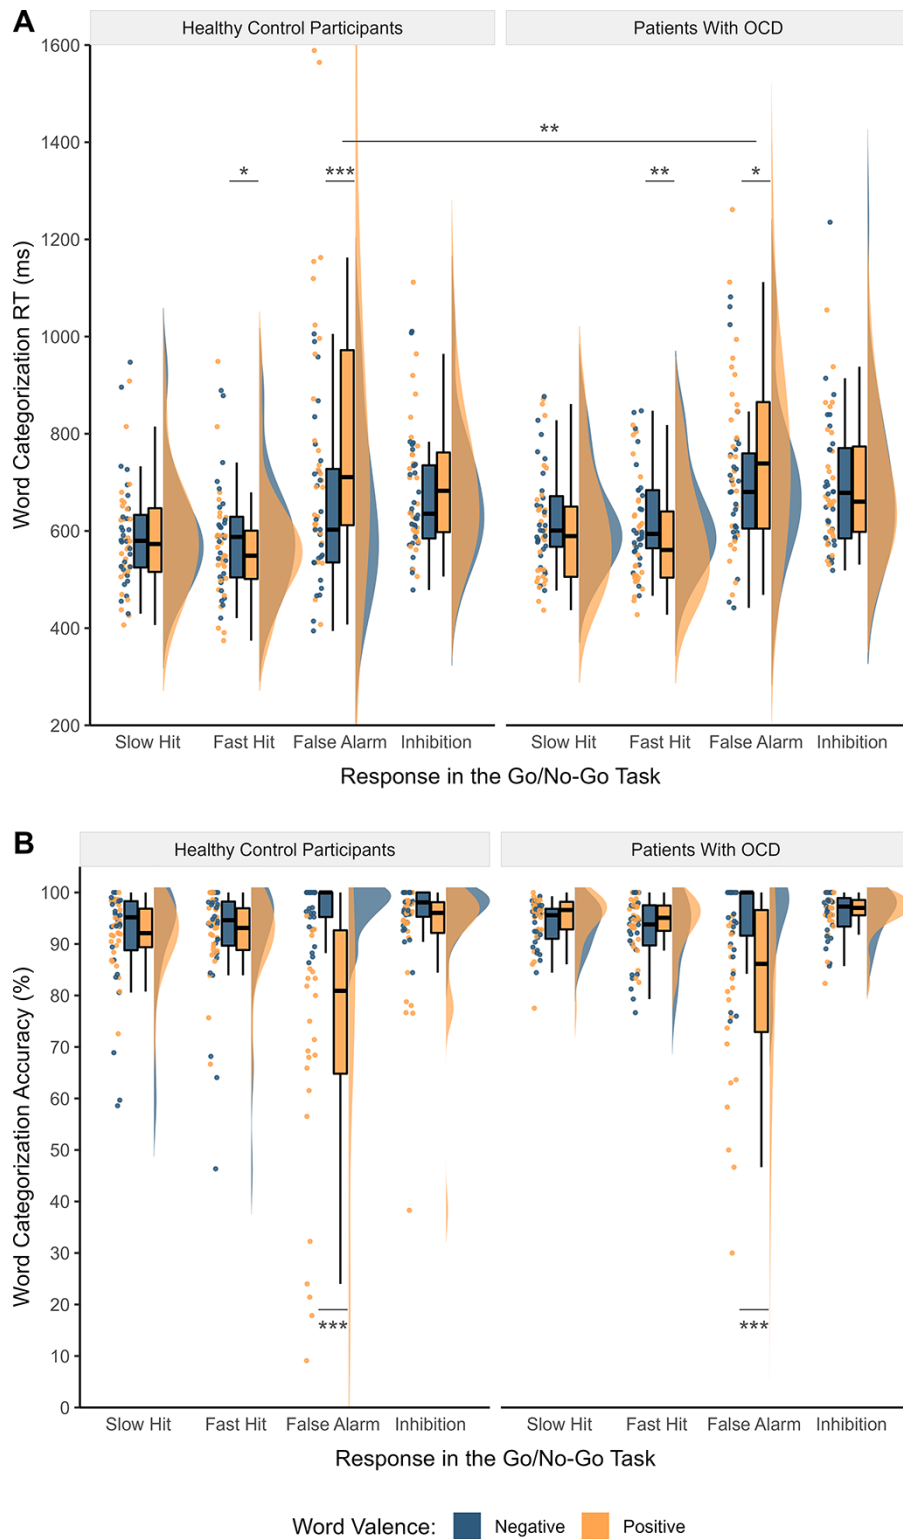 A
Healthy Control Participants
Patients With OCD
Word Categorization RT (ms)
1600
1400
1200
1000
800
600
400
200
*
***
**
**
*
Slow Hit
Fast Hit
False Alarm
Inhibition
Slow Hit
Fast Hit
False Alarm
Inhibition
Response in the Go/No-Go Task
B
Healthy Control Participants
Patients With OCD
Word Categorization Accuracy (%)
100
90
80
70
60
50
40
30
20
10
0
***
***
Slow Hit
Fast Hit
False Alarm
Inhibition
Slow Hit
Fast Hit
False Alarm
Inhibition
Response in the Go/No-Go Task
Word Valence:
Negative
Positive